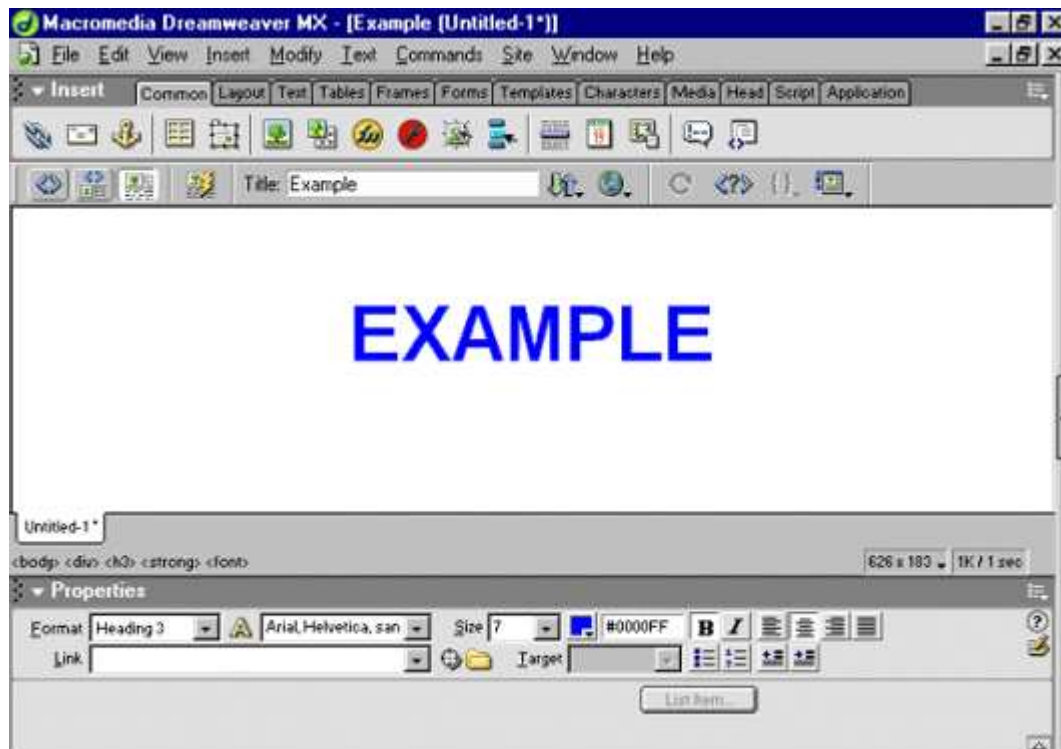 Macromedia Dreamweaver MX - [Example (Untitled-1*)]
File Edit View Insert Modify Text Commands Site Window Help
Insert Common Layout Text Tables Frames Forms Templates Characters Media Head Script Application
Title: Example
EXAMPLE
Untitled-1*
<body> <div> <h3> <strong> <font> 626 x 183 1K / 1 sec
Properties
Format Heading 3 A Arial, Helvetica, san Size 7 #0000FF B I
Link Target
List Item...